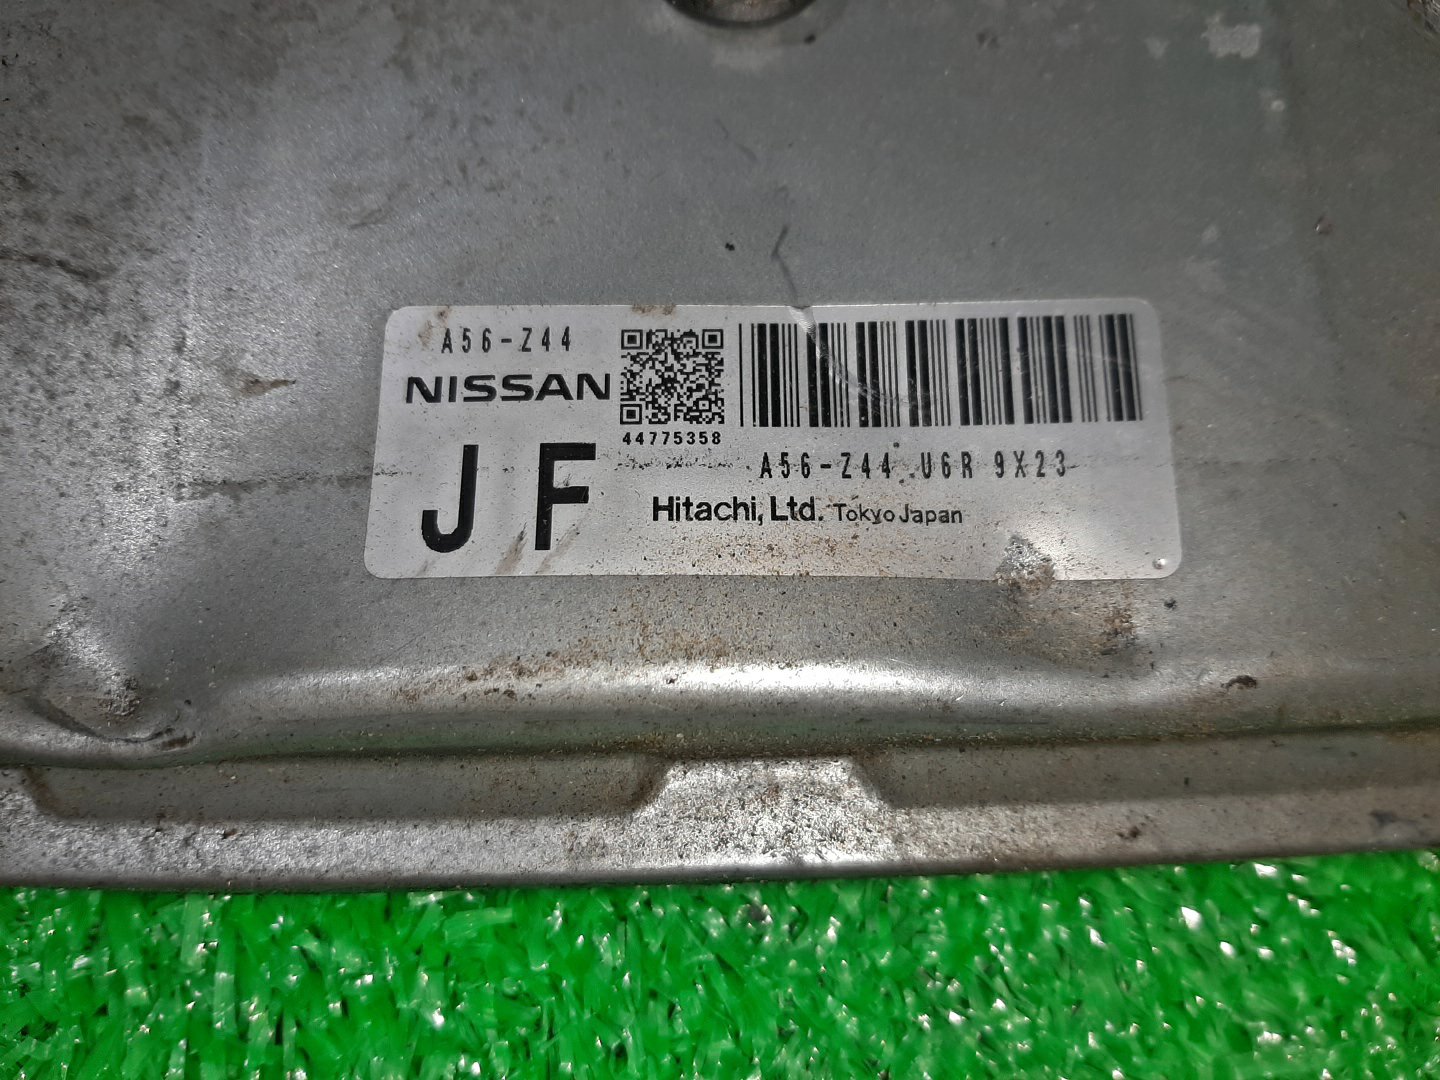 A56-Z44
NISSAN
JF
44775358
A56-Z44 U6R 9X23
Hitachi, Ltd. Tokyo Japan